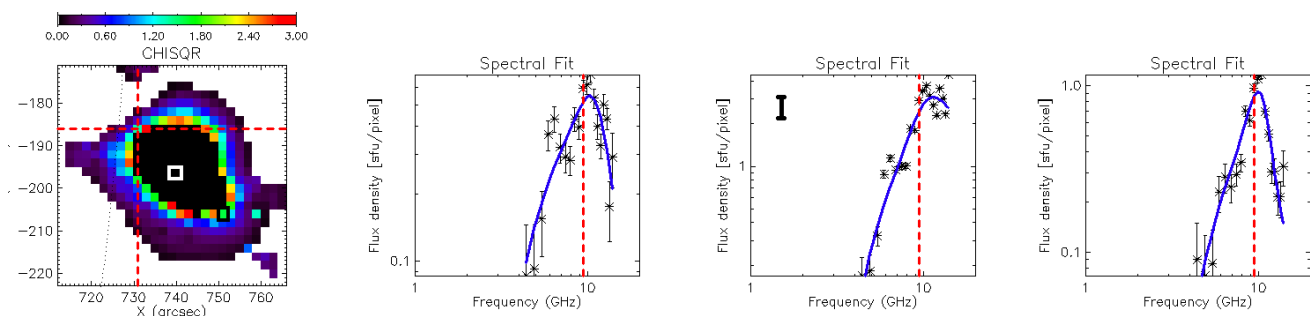 0.00 0.60 1.20 1.80 2.40 3.00
CHISQR
-180
-190
-200
-210
-220
720 730 740 750 760
X (arcsec)
Spectral Fit
Flux density [sfu/pixel]
0.1
10
Frequency (GHz)
Spectral Fit
I
Flux density [sfu/pixel]
1
10
Frequency (GHz)
Spectral Fit
Flux density [sfu/pixel]
1.0
0.1
10
Frequency (GHz)